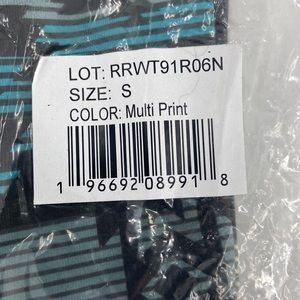 LOT: RRWT91R06N
SIZE: S
COLOR: Multi Print
1 96692 08991 8